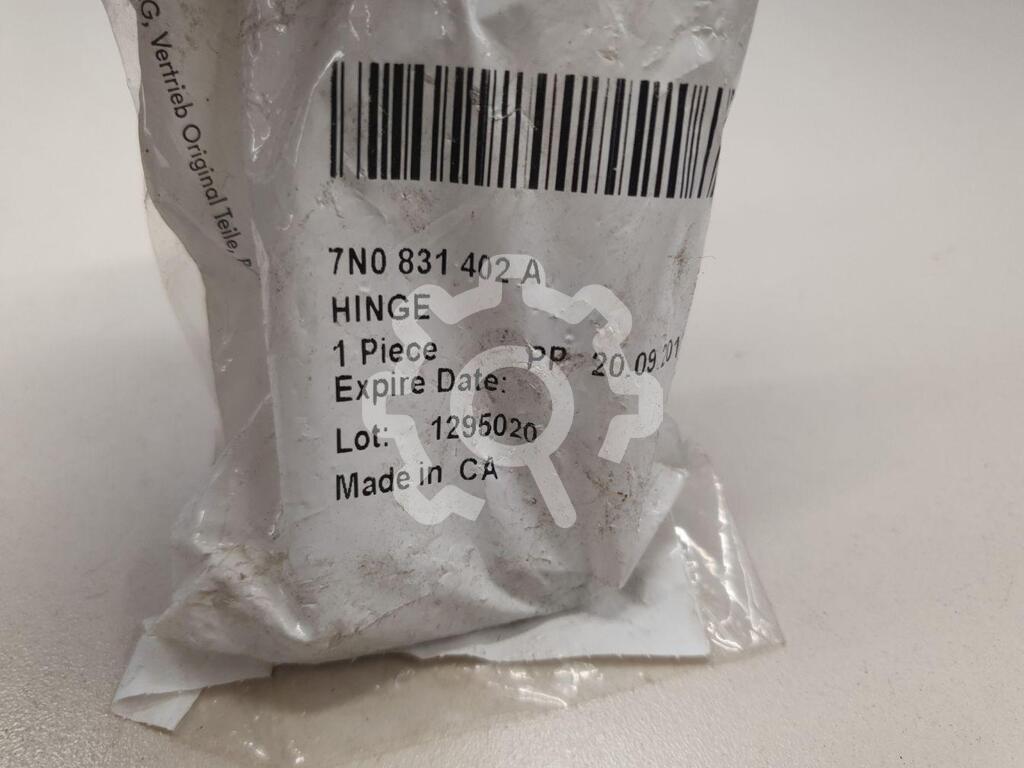 G, Vertrieb Original Teile, P
7N0 831 402 A
HINGE
1 Piece PP 20.09.201
Expire Date:
Lot: 1295020
Made in CA